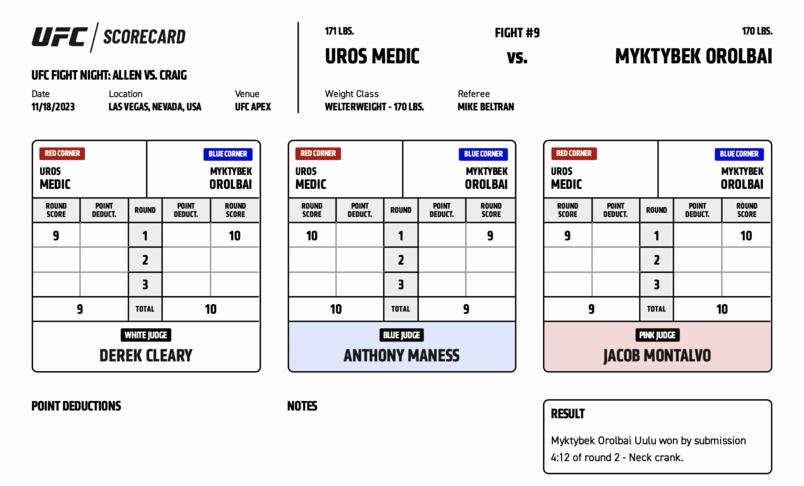 UFC / SCORECARD
UFC FIGHT NIGHT: ALLEN VS. CRAIG
Date Location Venue
11/18/2023 LAS VEGAS, NEVADA, USA UFC APEX
171 LBS. FIGHT #9 170 LBS.
UROS MEDIC VS. MYKTYBEK OROLBAI
Weight Class Referee
WELTERWEIGHT - 170 LBS. MIKE BELTRAN
RED CORNER BLUE CORNER
UROS MYKTYBEK
MEDIC OROLBAI
ROUND SCORE POINT DEDUCT. ROUND POINT DEDUCT. ROUND SCORE
9 1 10
2
3
9 TOTAL 10
WHITE JUDGE
DEREK CLEARY
RED CORNER BLUE CORNER
UROS MYKTYBEK
MEDIC OROLBAI
ROUND SCORE POINT DEDUCT. ROUND POINT DEDUCT. ROUND SCORE
10 1 9
2
3
10 TOTAL 9
BLUE JUDGE
ANTHONY MANESS
RED CORNER BLUE CORNER
UROS MYKTYBEK
MEDIC OROLBAI
ROUND SCORE POINT DEDUCT. ROUND POINT DEDUCT. ROUND SCORE
9 1 10
2
3
9 TOTAL 10
PINK JUDGE
JACOB MONTALVO
POINT DEDUCTIONS
NOTES
RESULT
Myktybek Orolbai Uulu won by submission
4:12 of round 2 - Neck crank.